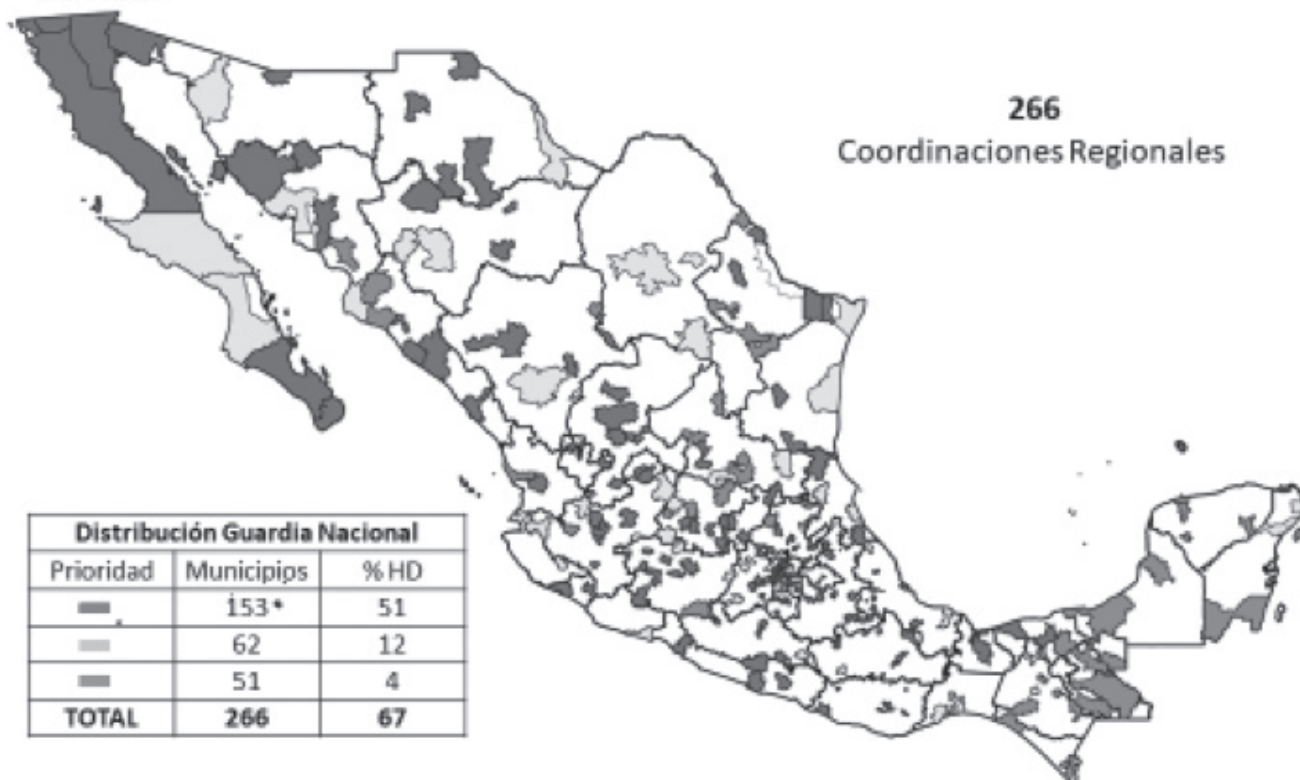 266
Coordinaciones Regionales
Distribución Guardia Nacional
Prioridad Municipips % HD
153* 51
62 12
51 4
TOTAL 266 67